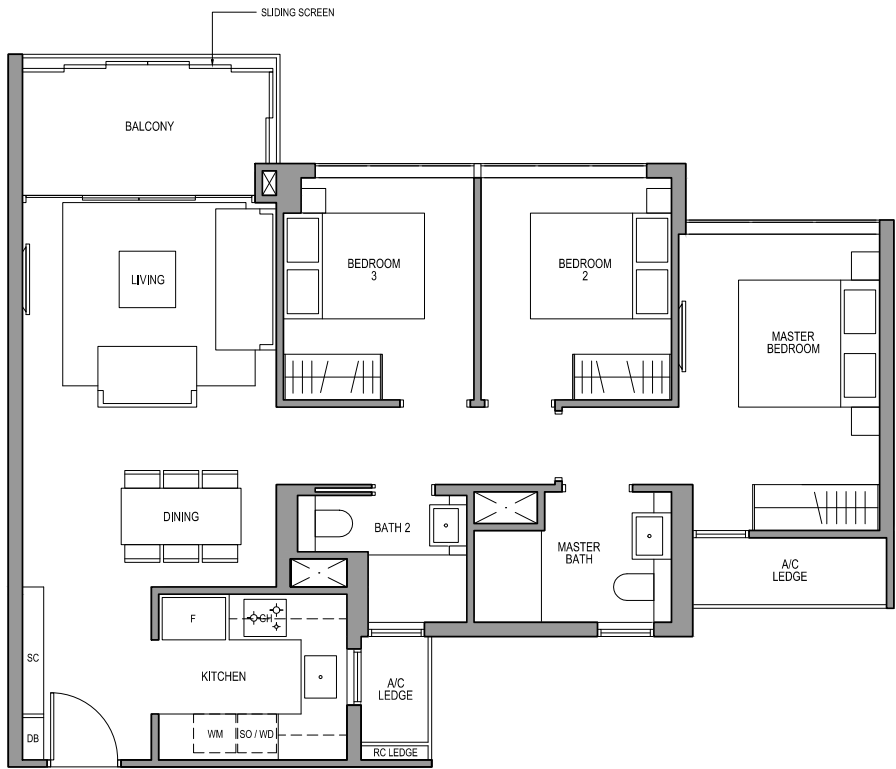 SLIDING SCREEN
BALCONY
LIVING
BEDROOM
3
BEDROOM
2
MASTER
BEDROOM
DINING
BATH 2
MASTER
BATH
A/C
LEDGE
F
CH
SC
KITCHEN
A/C
LEDGE
DB
WM
SO / WD
RC LEDGE